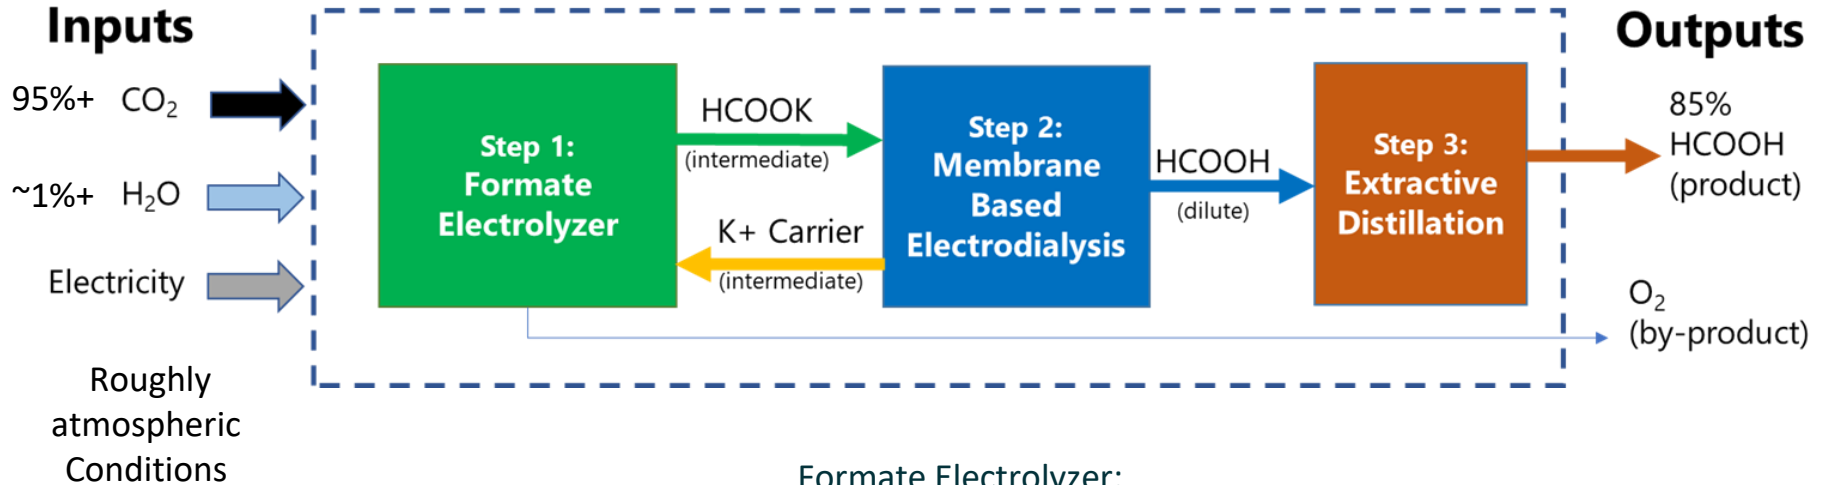 Inputs
95%+ CO₂
~1%+ H₂O
Electricity
Roughly
atmospheric
Conditions
Step 1:
Formate
Electrolyzer
HCOOK
(intermediate)
K+ Carrier
(intermediate)
Step 2:
Membrane
Based
Electrodialysis
HCOOH
(dilute)
Step 3:
Extractive
Distillation
Outputs
85%
HCOOH
(product)
O₂
(by-product)
Formate Electrolyzer: